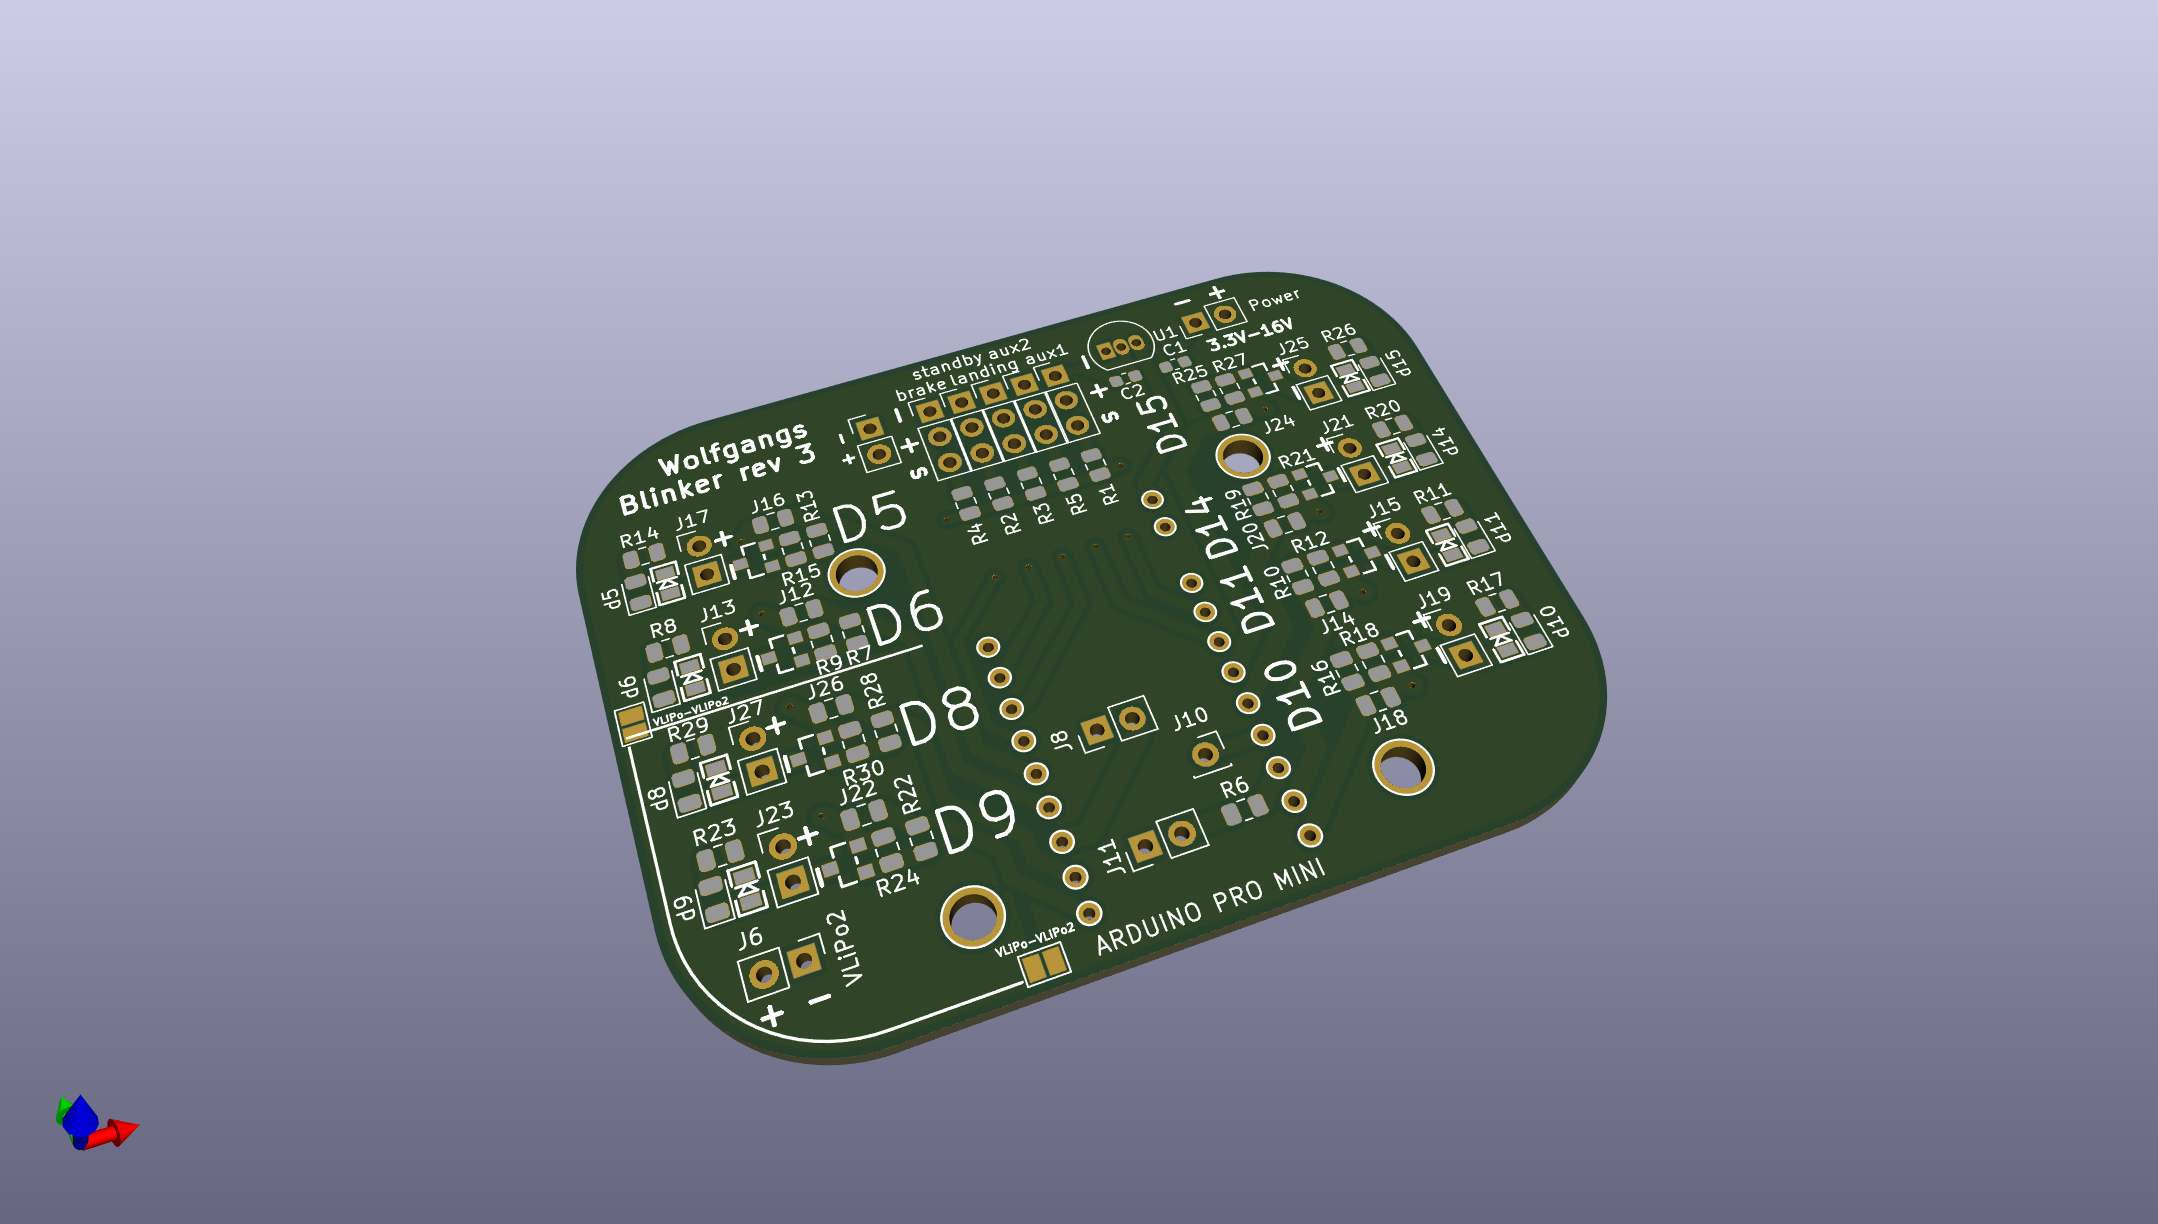 Power
3.3V-16V
U1
C1
C2
standby aux2
brake landing aux1
S
S
Wolfgangs
Blinker rev 3
R26
J25
R27
R25
d15
D15
J24
R20
J21
R21
d14
R19
J20
D14
R4
R2
R3
R5
R1
R14
J17
J16
R13
D5
d5
R15
R11
J15
R12
d11
R10
D11
J14
R8
J13
J12
D6
d6
R9
R7
R17
J19
R18
d10
R16
D10
J18
VLiPo-VLiPo2
R29
J27
J26
R28
D8
d8
R30
J8
J10
R6
J11
R23
J23
J22
R22
D9
d9
R24
J6
VLiPo2
VLiPo-VLiPo2
ARDUINO PRO MINI